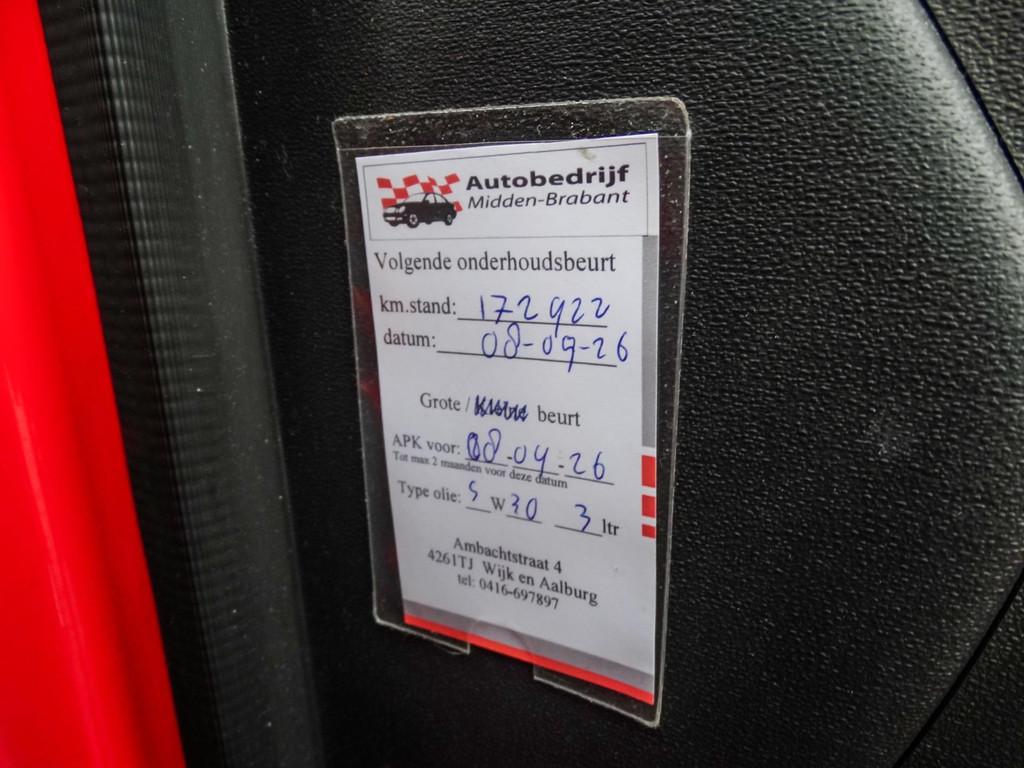 Autobedrijf
Midden-Brabant
Volgende onderhoudsbeurt
km.stand: 172922
datum: 08-09-26
Grote / Kleine beurt
APK voor: 08-04-26
Tot max 2 maanden voor deze datum
Type olie: 5 W 30 3 ltr
Ambachtstraat 4
4261TJ Wijk en Aalburg
tel: 0416-697897